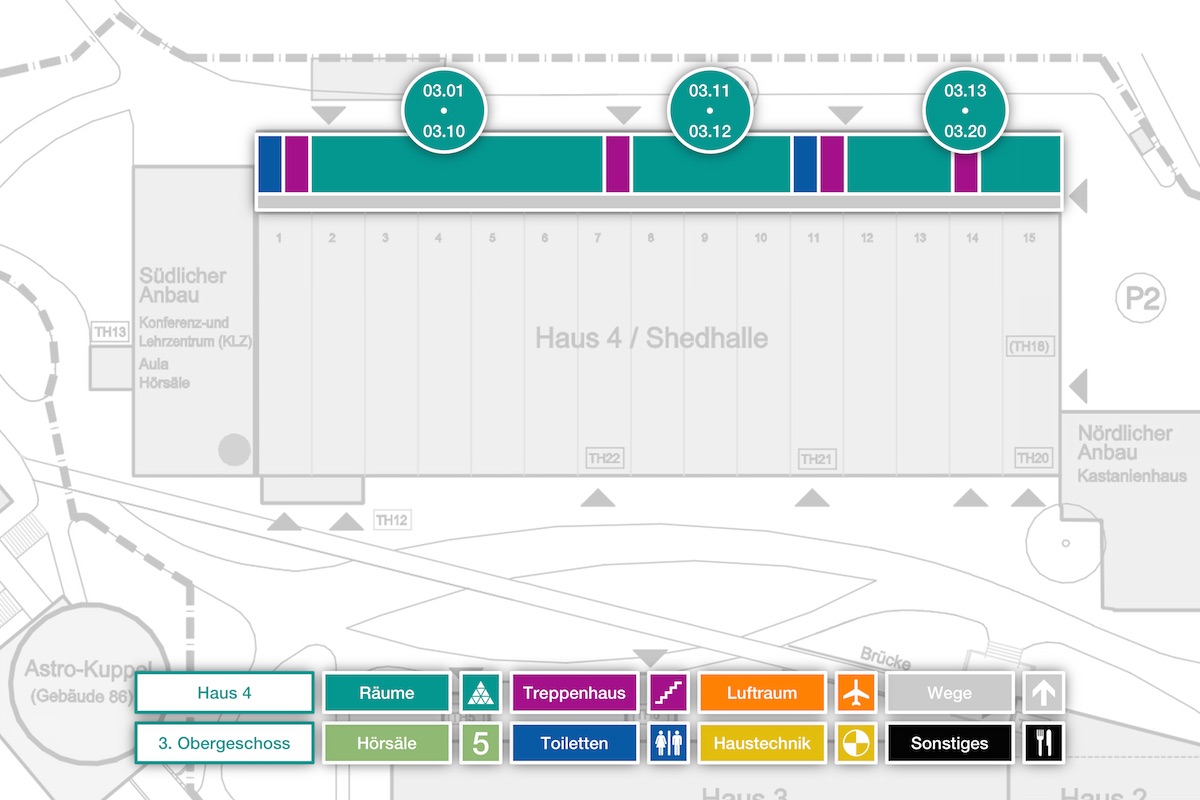 03.01
03.10
03.11
03.12
03.13
03.20
1 2 3 4 5 6 7 8 9 10 11 12 13 14 15
Südlicher
Anbau
Konferenz-und
Lehrzentrum (KLZ)
Aula
Hörsäle
TH13
Haus 4 / Shedhalle
(TH18)
P2
TH22
TH21
TH20
Nördlicher
Anbau
Kastanienhaus
TH12
Astro-Kuppel
(Gebäude 86)
Brücke
Haus 4
Räume
Treppenhaus
Luftraum
Wege
3. Obergeschoss
Hörsäle
5
Toiletten
Haustechnik
Sonstiges
Haus 3
Haus 2